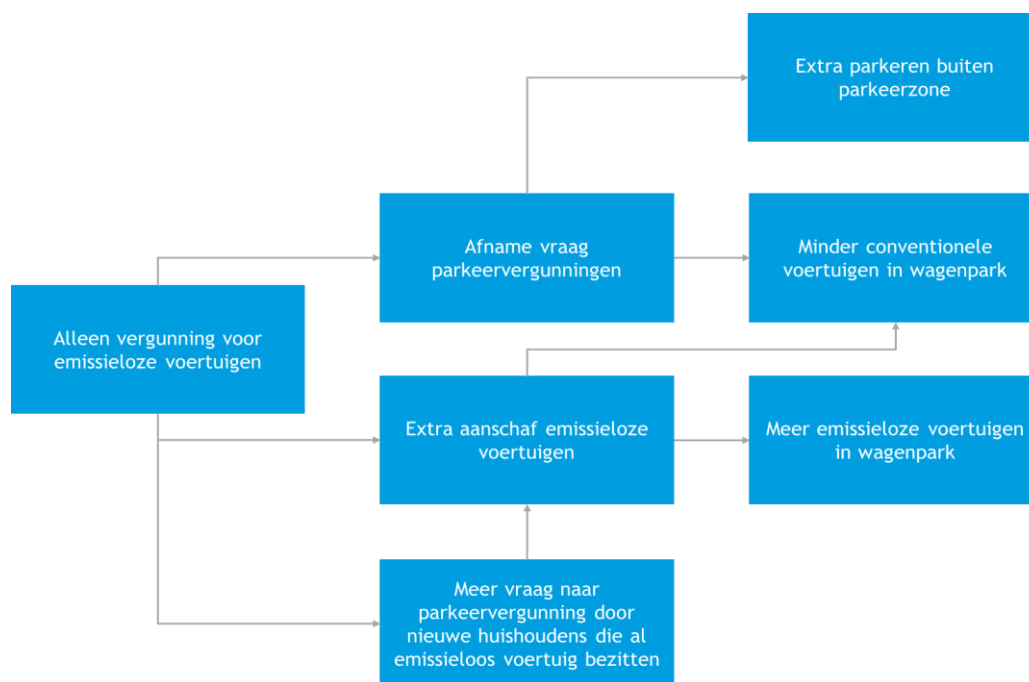 Extra parkeren buiten
parkeerzone
Afname vraag
parkeervergunningen
Minder conventionele
voertuigen in wagenpark
Alleen vergunning voor
emissieloze voertuigen
Extra aanschaf emissieloze
voertuigen
Meer emissieloze voertuigen
in wagenpark
Meer vraag naar
parkeervergunning door
nieuwe huishoudens die al
emissieloos voertuig bezitten